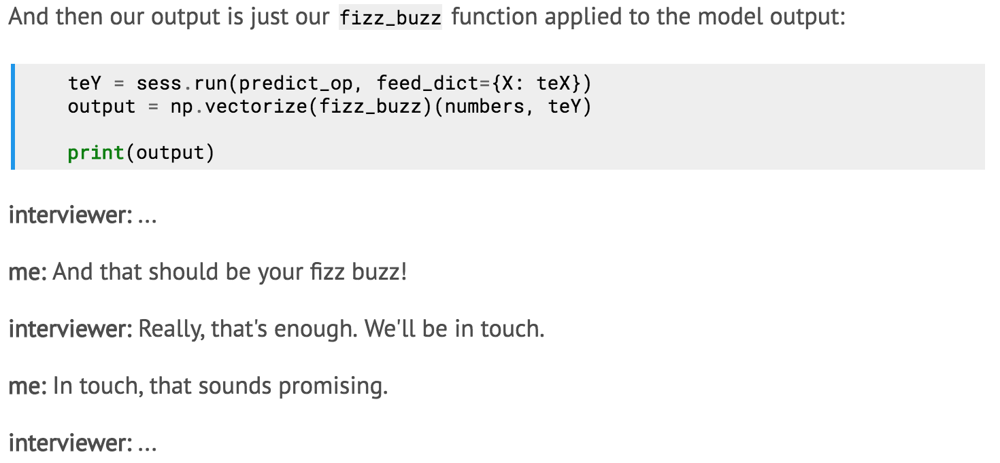 And then our output is just our fizz_buzz function applied to the model output:
teY = sess.run(predict_op, feed_dict={X: teX})
output = np.vectorize(fizz_buzz)(numbers, teY)
print(output)
interviewer: ...
me: And that should be your fizz buzz!
interviewer: Really, that's enough. We'll be in touch.
me: In touch, that sounds promising.
interviewer: ...